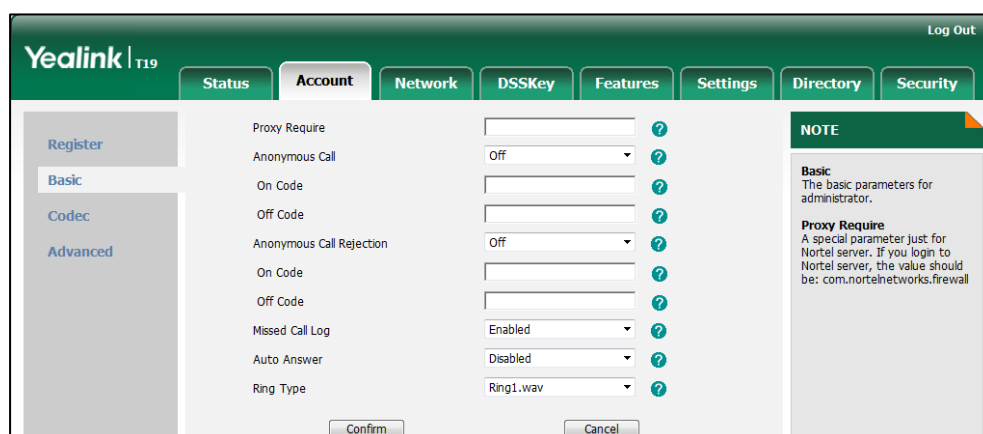 Log Out
Yealink | T19
Status Account Network DSSKey Features Settings Directory Security
Register
Basic
Codec
Advanced
Proxy Require ?
Anonymous Call Off ?
On Code ?
Off Code ?
Anonymous Call Rejection Off ?
On Code ?
Off Code ?
Missed Call Log Enabled ?
Auto Answer Disabled ?
Ring Type Ring1.wav ?
Confirm Cancel
NOTE
Basic
The basic parameters for
administrator.
Proxy Require
A special parameter just for
Nortel server. If you login to
Nortel server, the value should
be: com.nortelnetworks.firewall